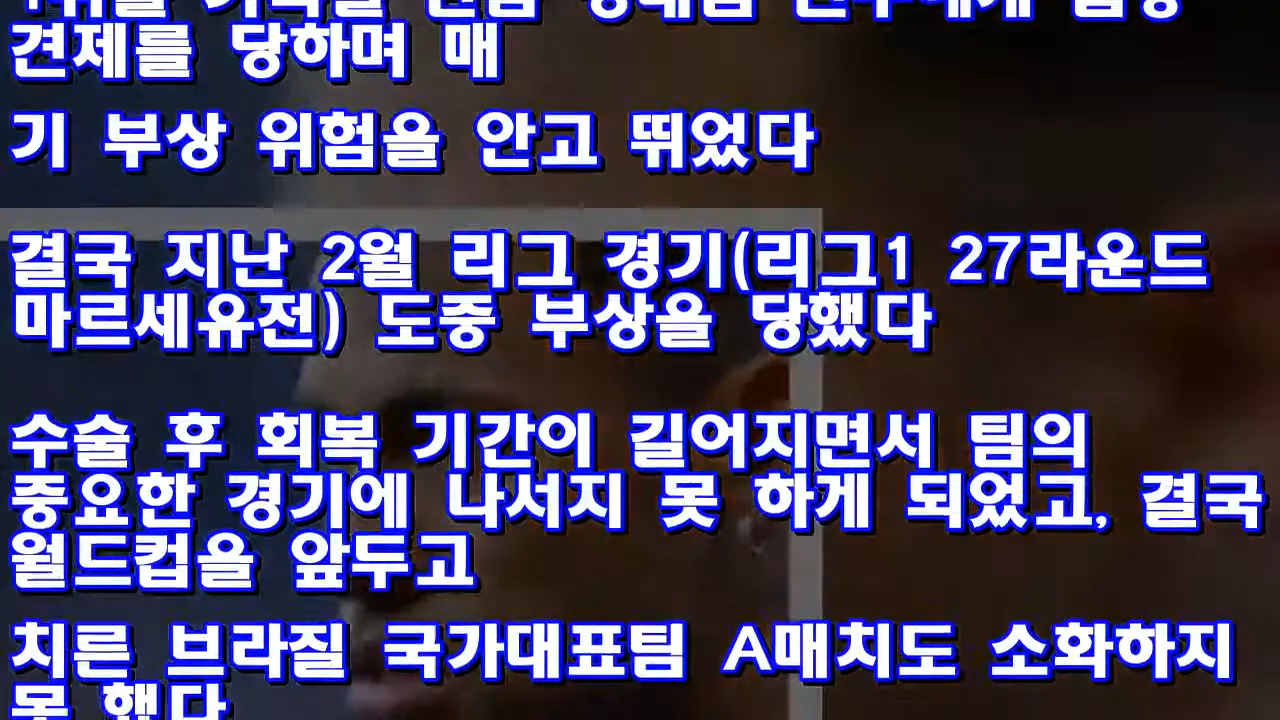 견제를 당하며 매
기 부상 위험을 안고 뛰었다
결국 지난 2월 리그 경기(리그1 27라운드
마르세유전) 도중 부상을 당했다
수술 후 회복 기간이 길어지면서 팀의
중요한 경기에 나서지 못 하게 되었고, 결국
월드컵을 앞두고
치른 브라질 국가대표팀 A매치도 소화하지
못 했다